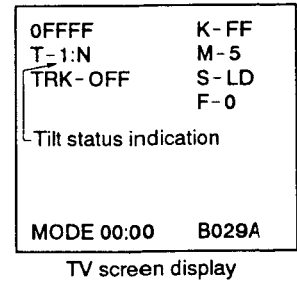 0FFFF K-FF
T-1:N M-5
TRK-OFF S-LD
F-0
Tilt status indication
MODE 00:00 B029A
TV screen display